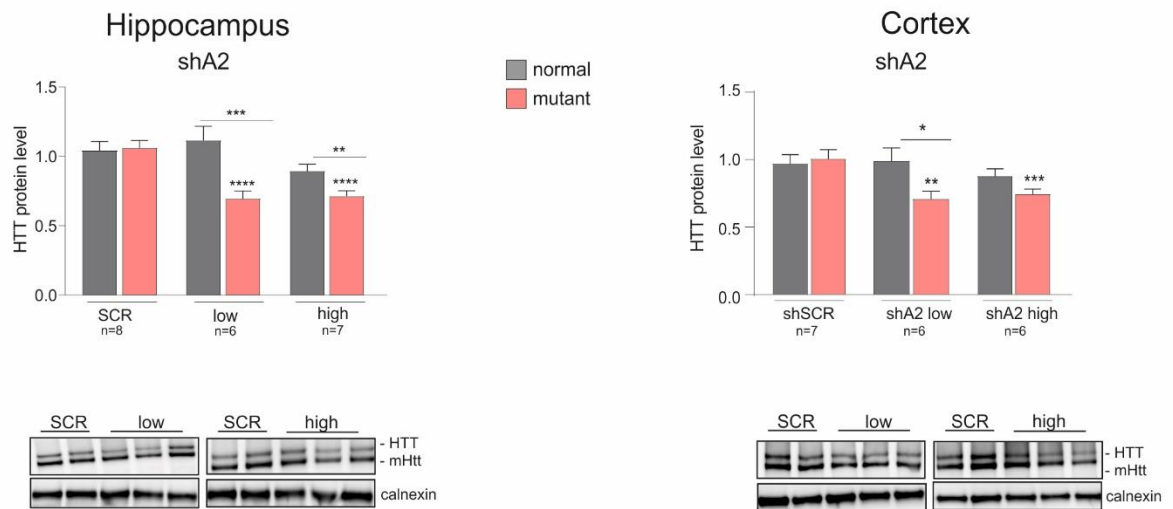 Hippocampus
shA2
HTT protein level
1.5
1.0
0.5
0.0
***
****
**
****
SCR
n=8
low
n=6
high
n=7
normal
mutant
Cortex
shA2
HTT protein level
1.5
1.0
0.5
0.0
*
**
***
shSCR
n=7
shA2 low
n=6
shA2 high
n=6
SCR low SCR high
- HTT
- mHtt
calnexin
SCR low SCR high
- HTT
- mHtt
calnexin